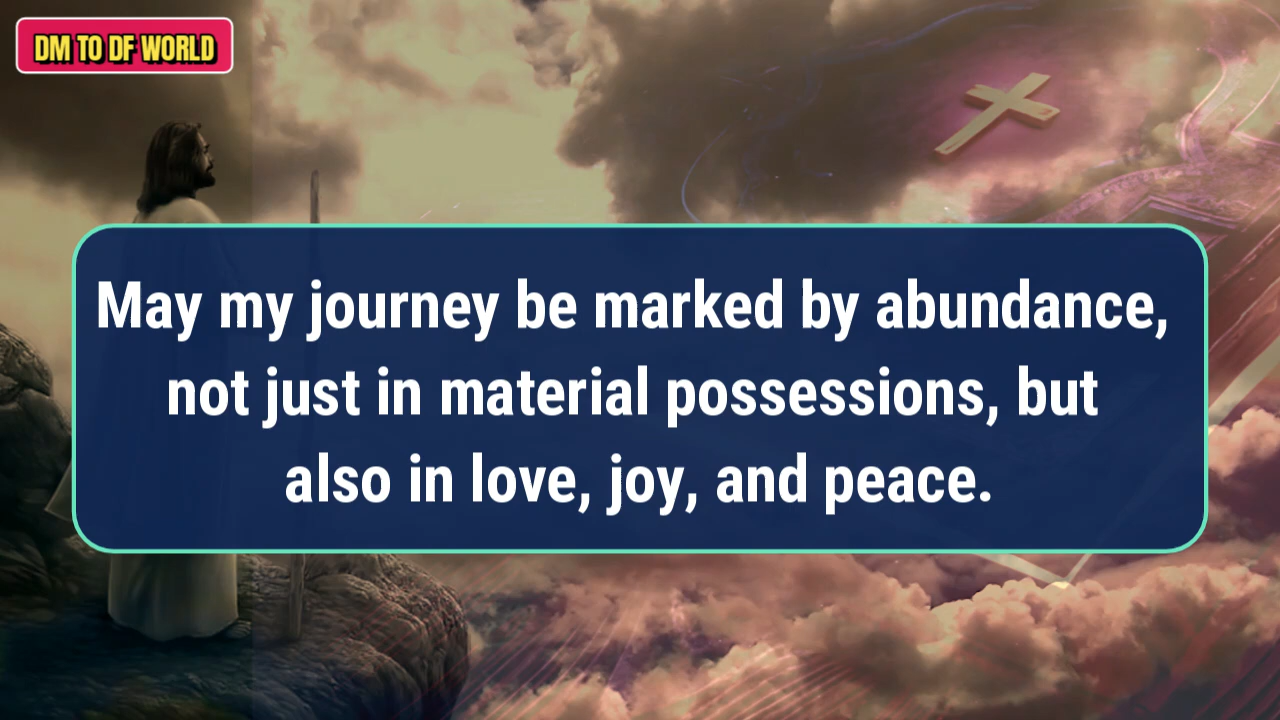 DM TO DF WORLD
May my journey be marked by abundance,
not just in material possessions, but
also in love, joy, and peace.